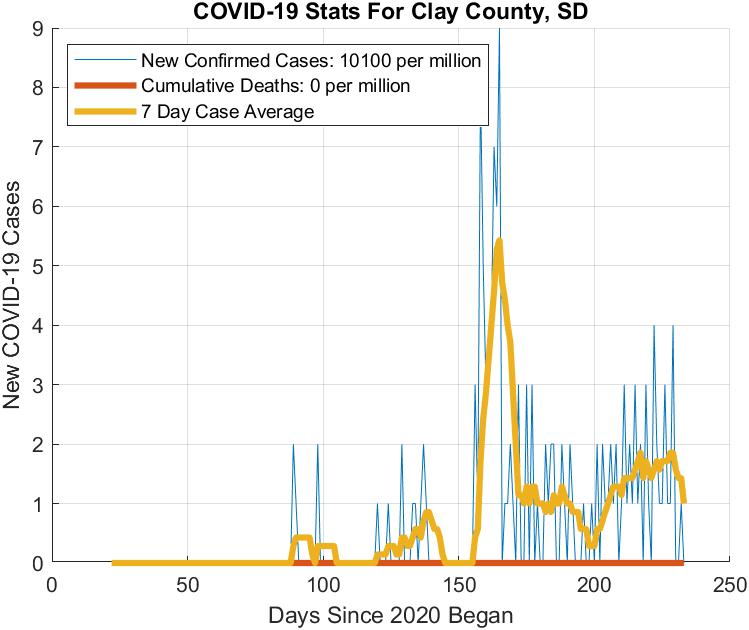 COVID-19 Stats For Clay County, SD
New Confirmed Cases: 10100 per million
Cumulative Deaths: 0 per million
7 Day Case Average
New COVID-19 Cases
9
8
7
6
5
4
3
2
1
0
0 50 100 150 200 250
Days Since 2020 Began